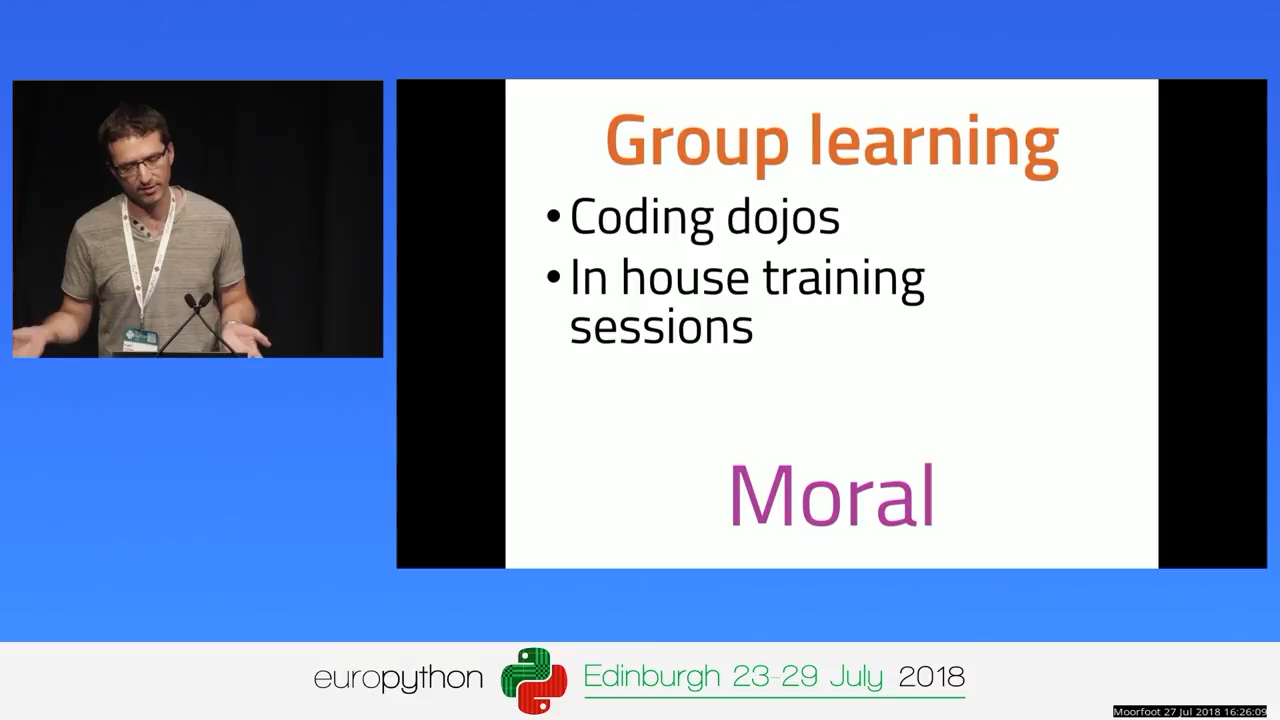 Group learning
• Coding dojos
• In house training
sessions
Moral
europython
Edinburgh 23-29 July 2018
Moorfoot 27 Jul 2018 16:26:09